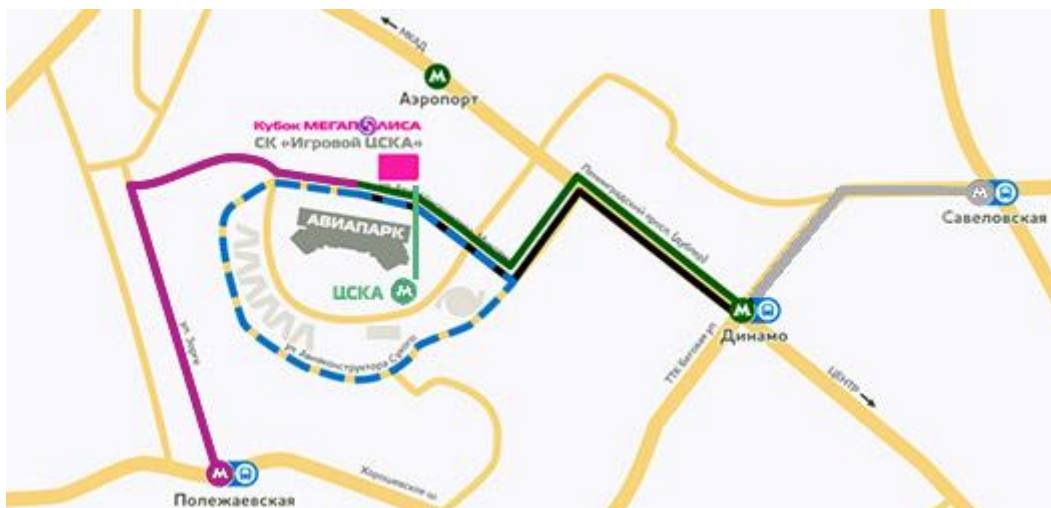 МКАД
Аэропорт
Кубок МЕГАПОЛИСА
СК «Игровой ЦСКА»
АВИАПАРК
ЦСКА
Ленинградский просп. (дублер)
Савеловская
Динамо
ТТК Беговая ул.
ЦЕНТР
ул. Зорге
ул. Авиаконструктора Сухого
Хорошевское ш.
Полежаевская